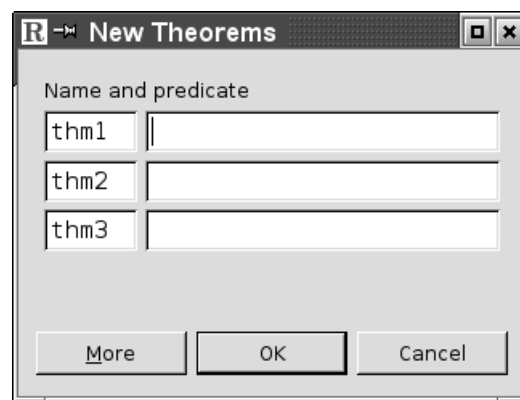 R New Theorems
Name and predicate
thm1
thm2
thm3
More OK Cancel